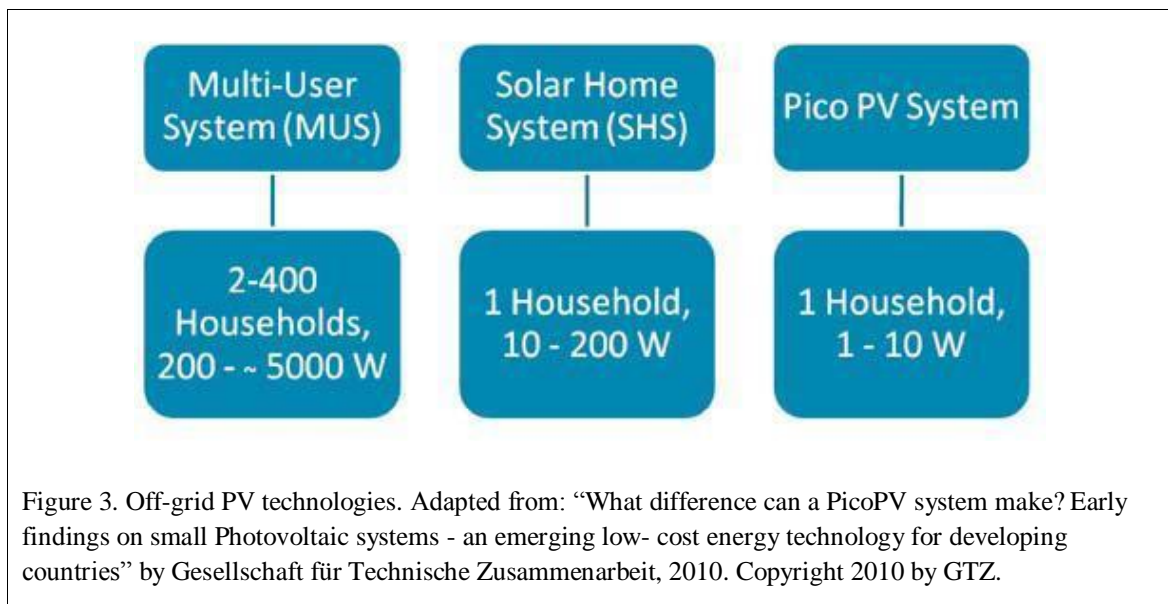 Multi-User
System (MUS)
Solar Home
System (SHS)
Pico PV System
2-400
Households,
200 - ~ 5000 W
1 Household,
10 - 200 W
1 Household,
1 - 10 W
Figure 3. Off-grid PV technologies. Adapted from: “What difference can a PicoPV system make? Early
findings on small Photovoltaic systems - an emerging low- cost energy technology for developing
countries” by Gesellschaft für Technische Zusammenarbeit, 2010. Copyright 2010 by GTZ.